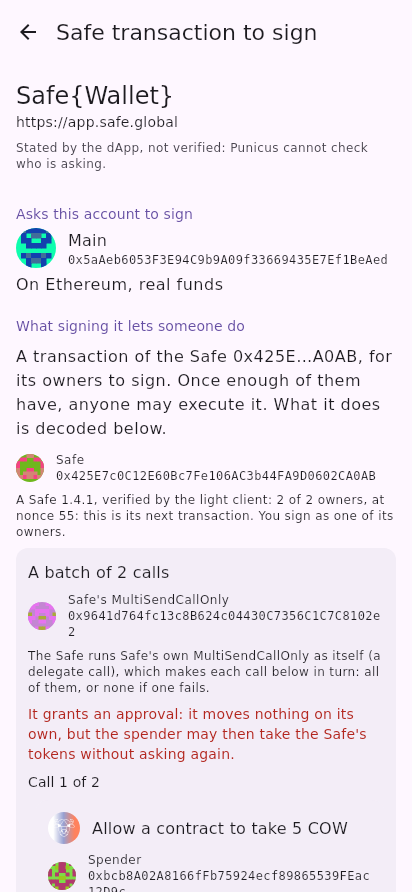 Safe transaction to sign
Safe{Wallet}
https://app.safe.global
Stated by the dApp, not verified: Punicus cannot check
who is asking.
Asks this account to sign
Main
0x5aAeb6053F3E94C9b9A09f33669435E7Ef1BeAed
On Ethereum, real funds
What signing it lets someone do
A transaction of the Safe 0x425E…A0AB, for
its owners to sign. Once enough of them
have, anyone may execute it. What it does
is decoded below.
Safe
0x425E7c0C12E60Bc7Fe106AC3b44FA9D0602CA0AB
A Safe 1.4.1, verified by the light client: 2 of 2 owners, at
nonce 55: this is its next transaction. You sign as one of its
owners.
A batch of 2 calls
Safe's MultiSendCallOnly
0x9641d764fc13c8B624c04430C7356C1C7C8102e
2
The Safe runs Safe's own MultiSendCallOnly as itself (a
delegate call), which makes each call below in turn: all
of them, or none if one fails.
It grants an approval: it moves nothing on its
own, but the spender may then take the Safe's
tokens without asking again.
Call 1 of 2
Allow a contract to take 5 COW
Spender
0xbcb8A02A8166fFb75924ecf89865539FEac
12D9c